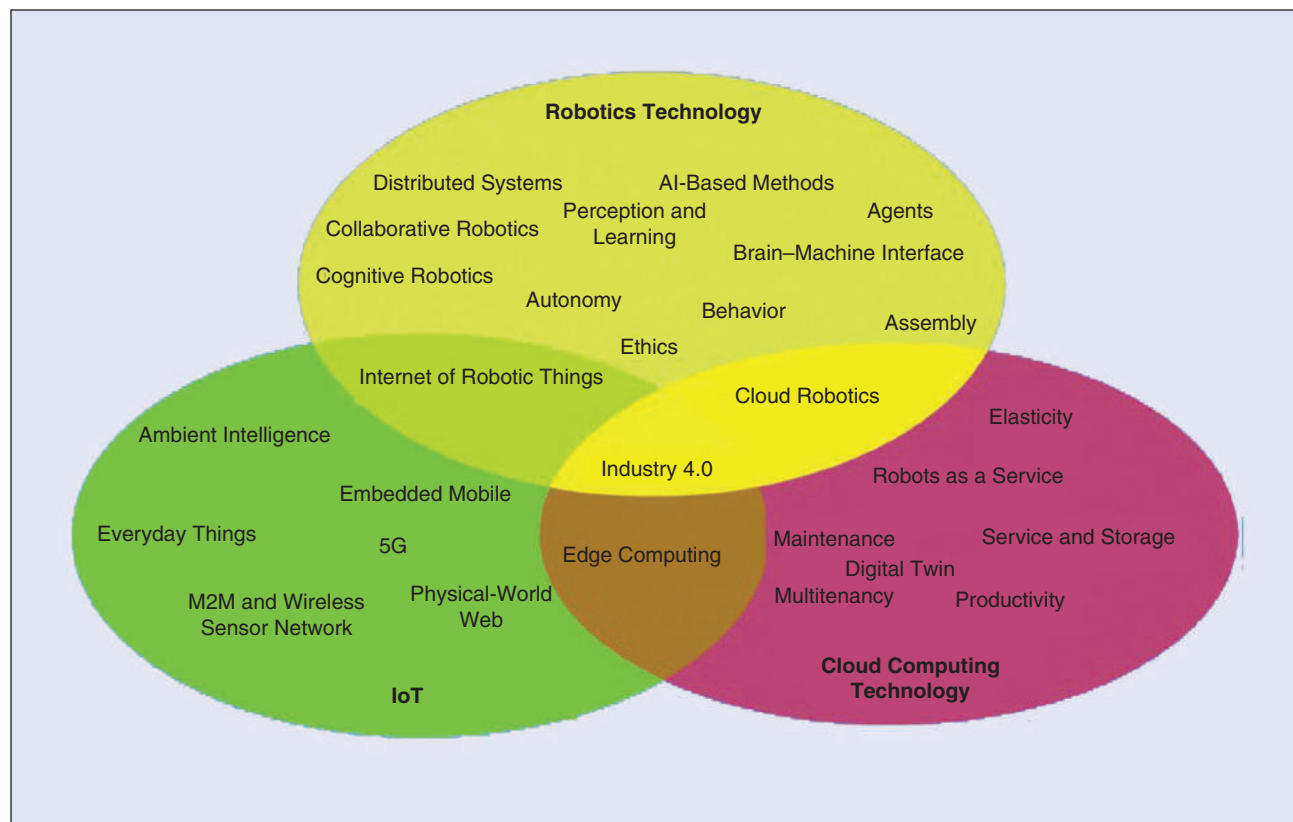 Robotics Technology
Distributed Systems
AI-Based Methods
Perception and
Learning
Agents
Collaborative Robotics
Brain–Machine Interface
Cognitive Robotics
Autonomy
Behavior
Assembly
Ethics
Internet of Robotic Things
Cloud Robotics
Elasticity
Ambient Intelligence
Industry 4.0
Robots as a Service
Embedded Mobile
Everyday Things
5G
Edge Computing
Maintenance
Service and Storage
Digital Twin
Multitenancy
Productivity
M2M and Wireless
Sensor Network
Physical-World
Web
IoT
Cloud Computing
Technology